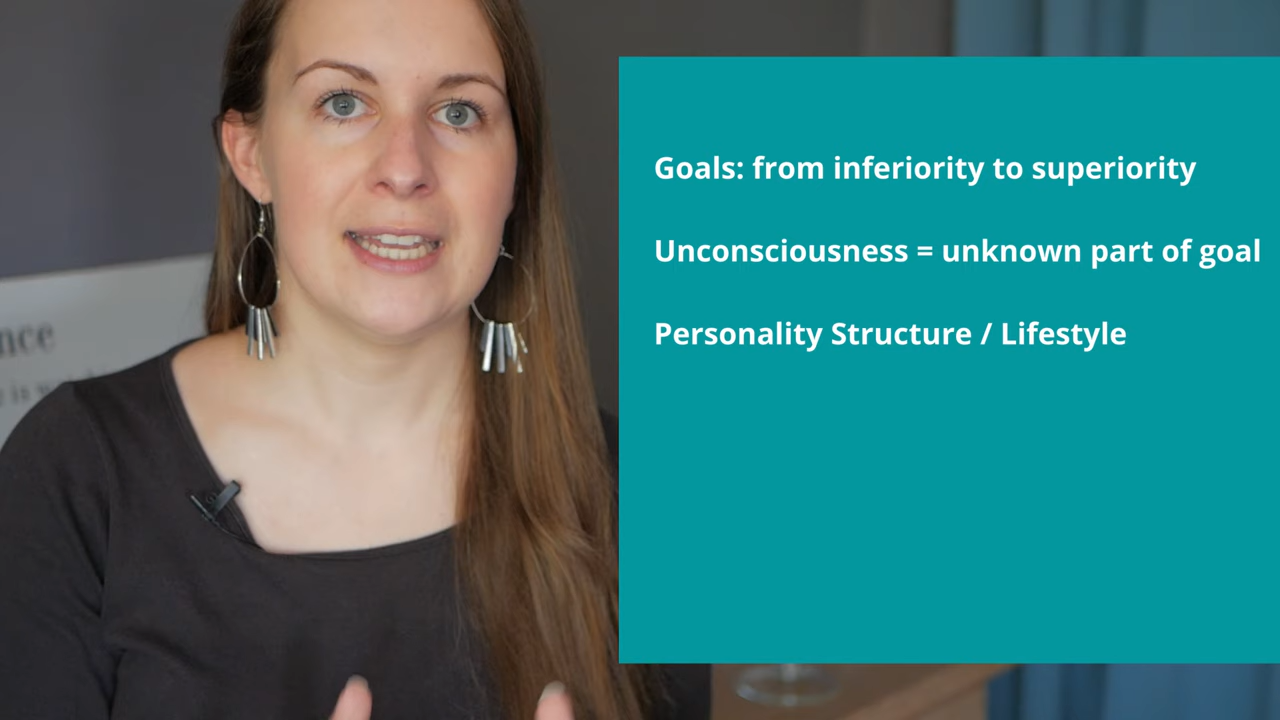 Goals: from inferiority to superiority
Unconsciousness = unknown part of goal
Personality Structure / Lifestyle